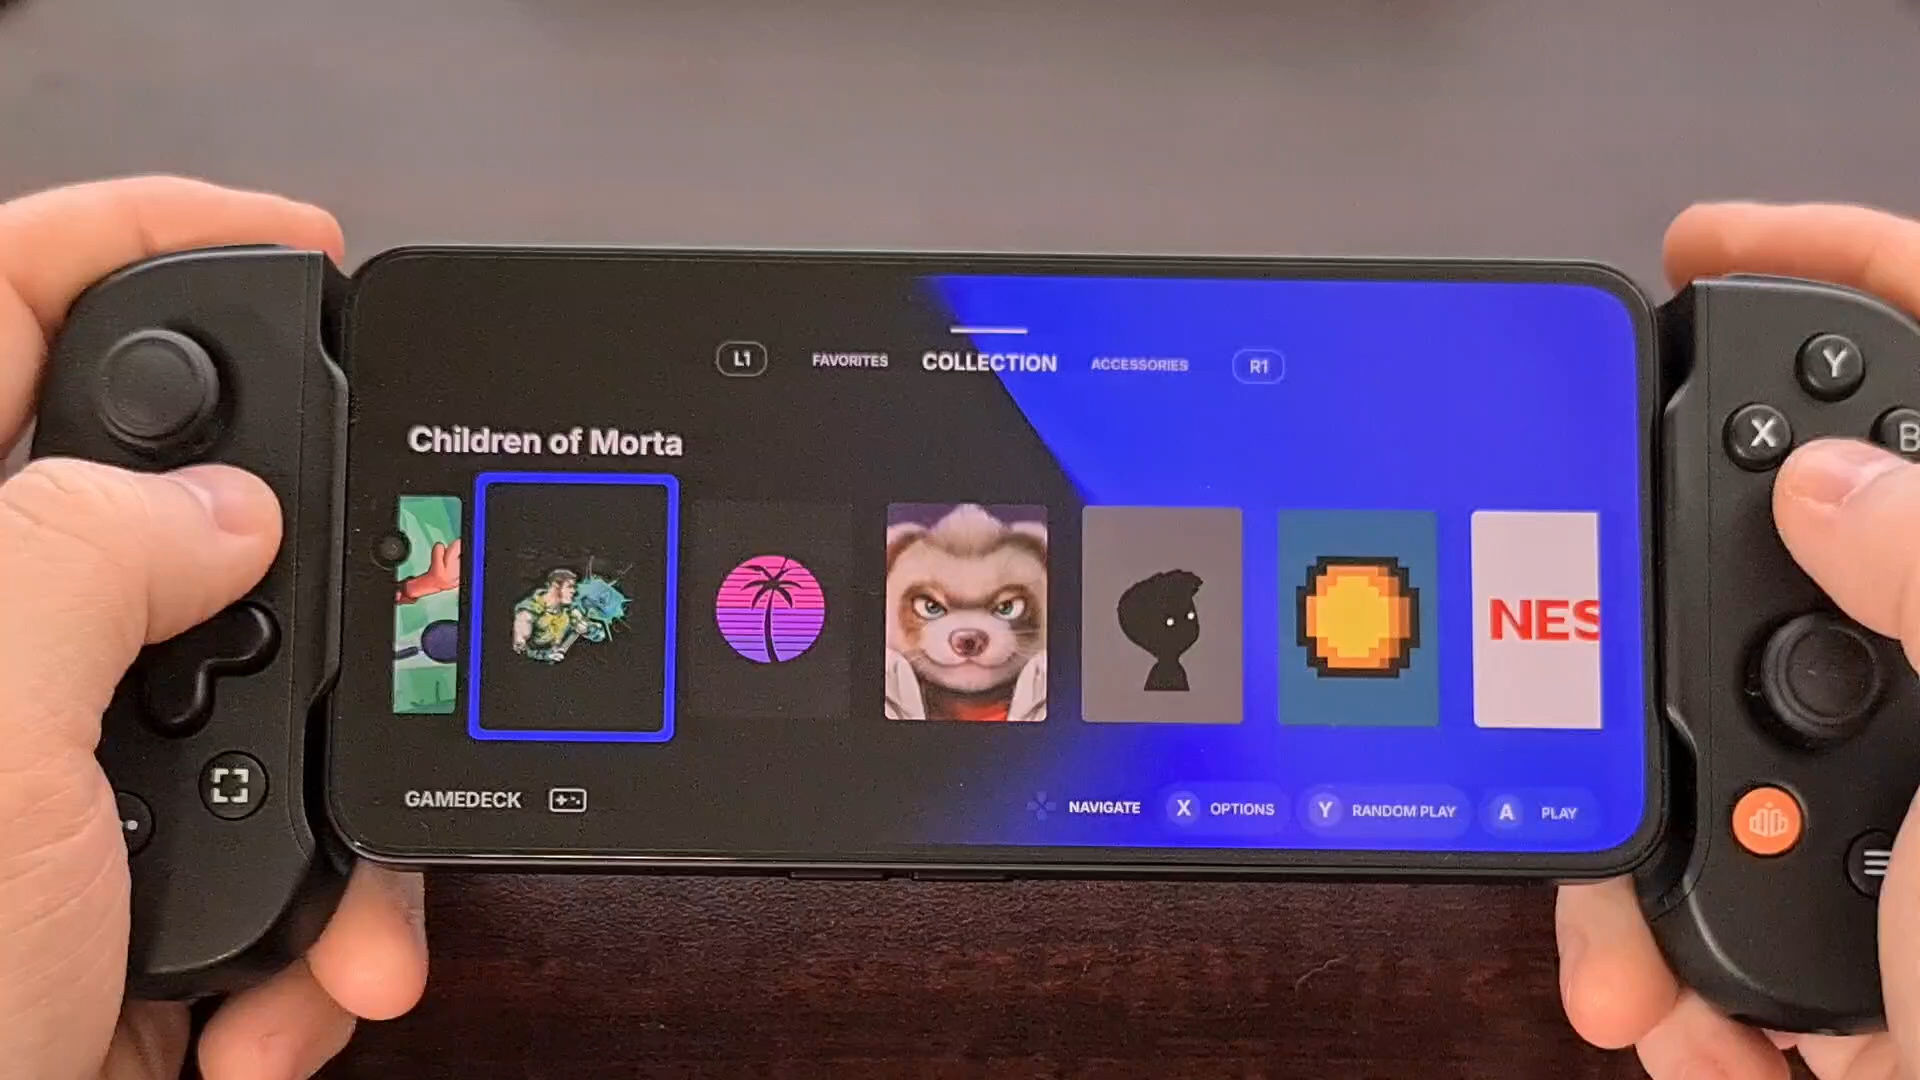 L1 FAVORITES COLLECTION ACCESSORIES R1
Children of Morta
NES
GAMEDECK
NAVIGATE X OPTIONS Y RANDOM PLAY A PLAY
Y
X
B